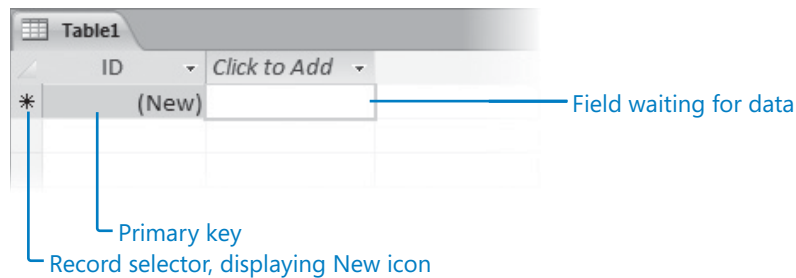 Table1
ID Click to Add
* (New)
Field waiting for data
Primary key
Record selector, displaying New icon